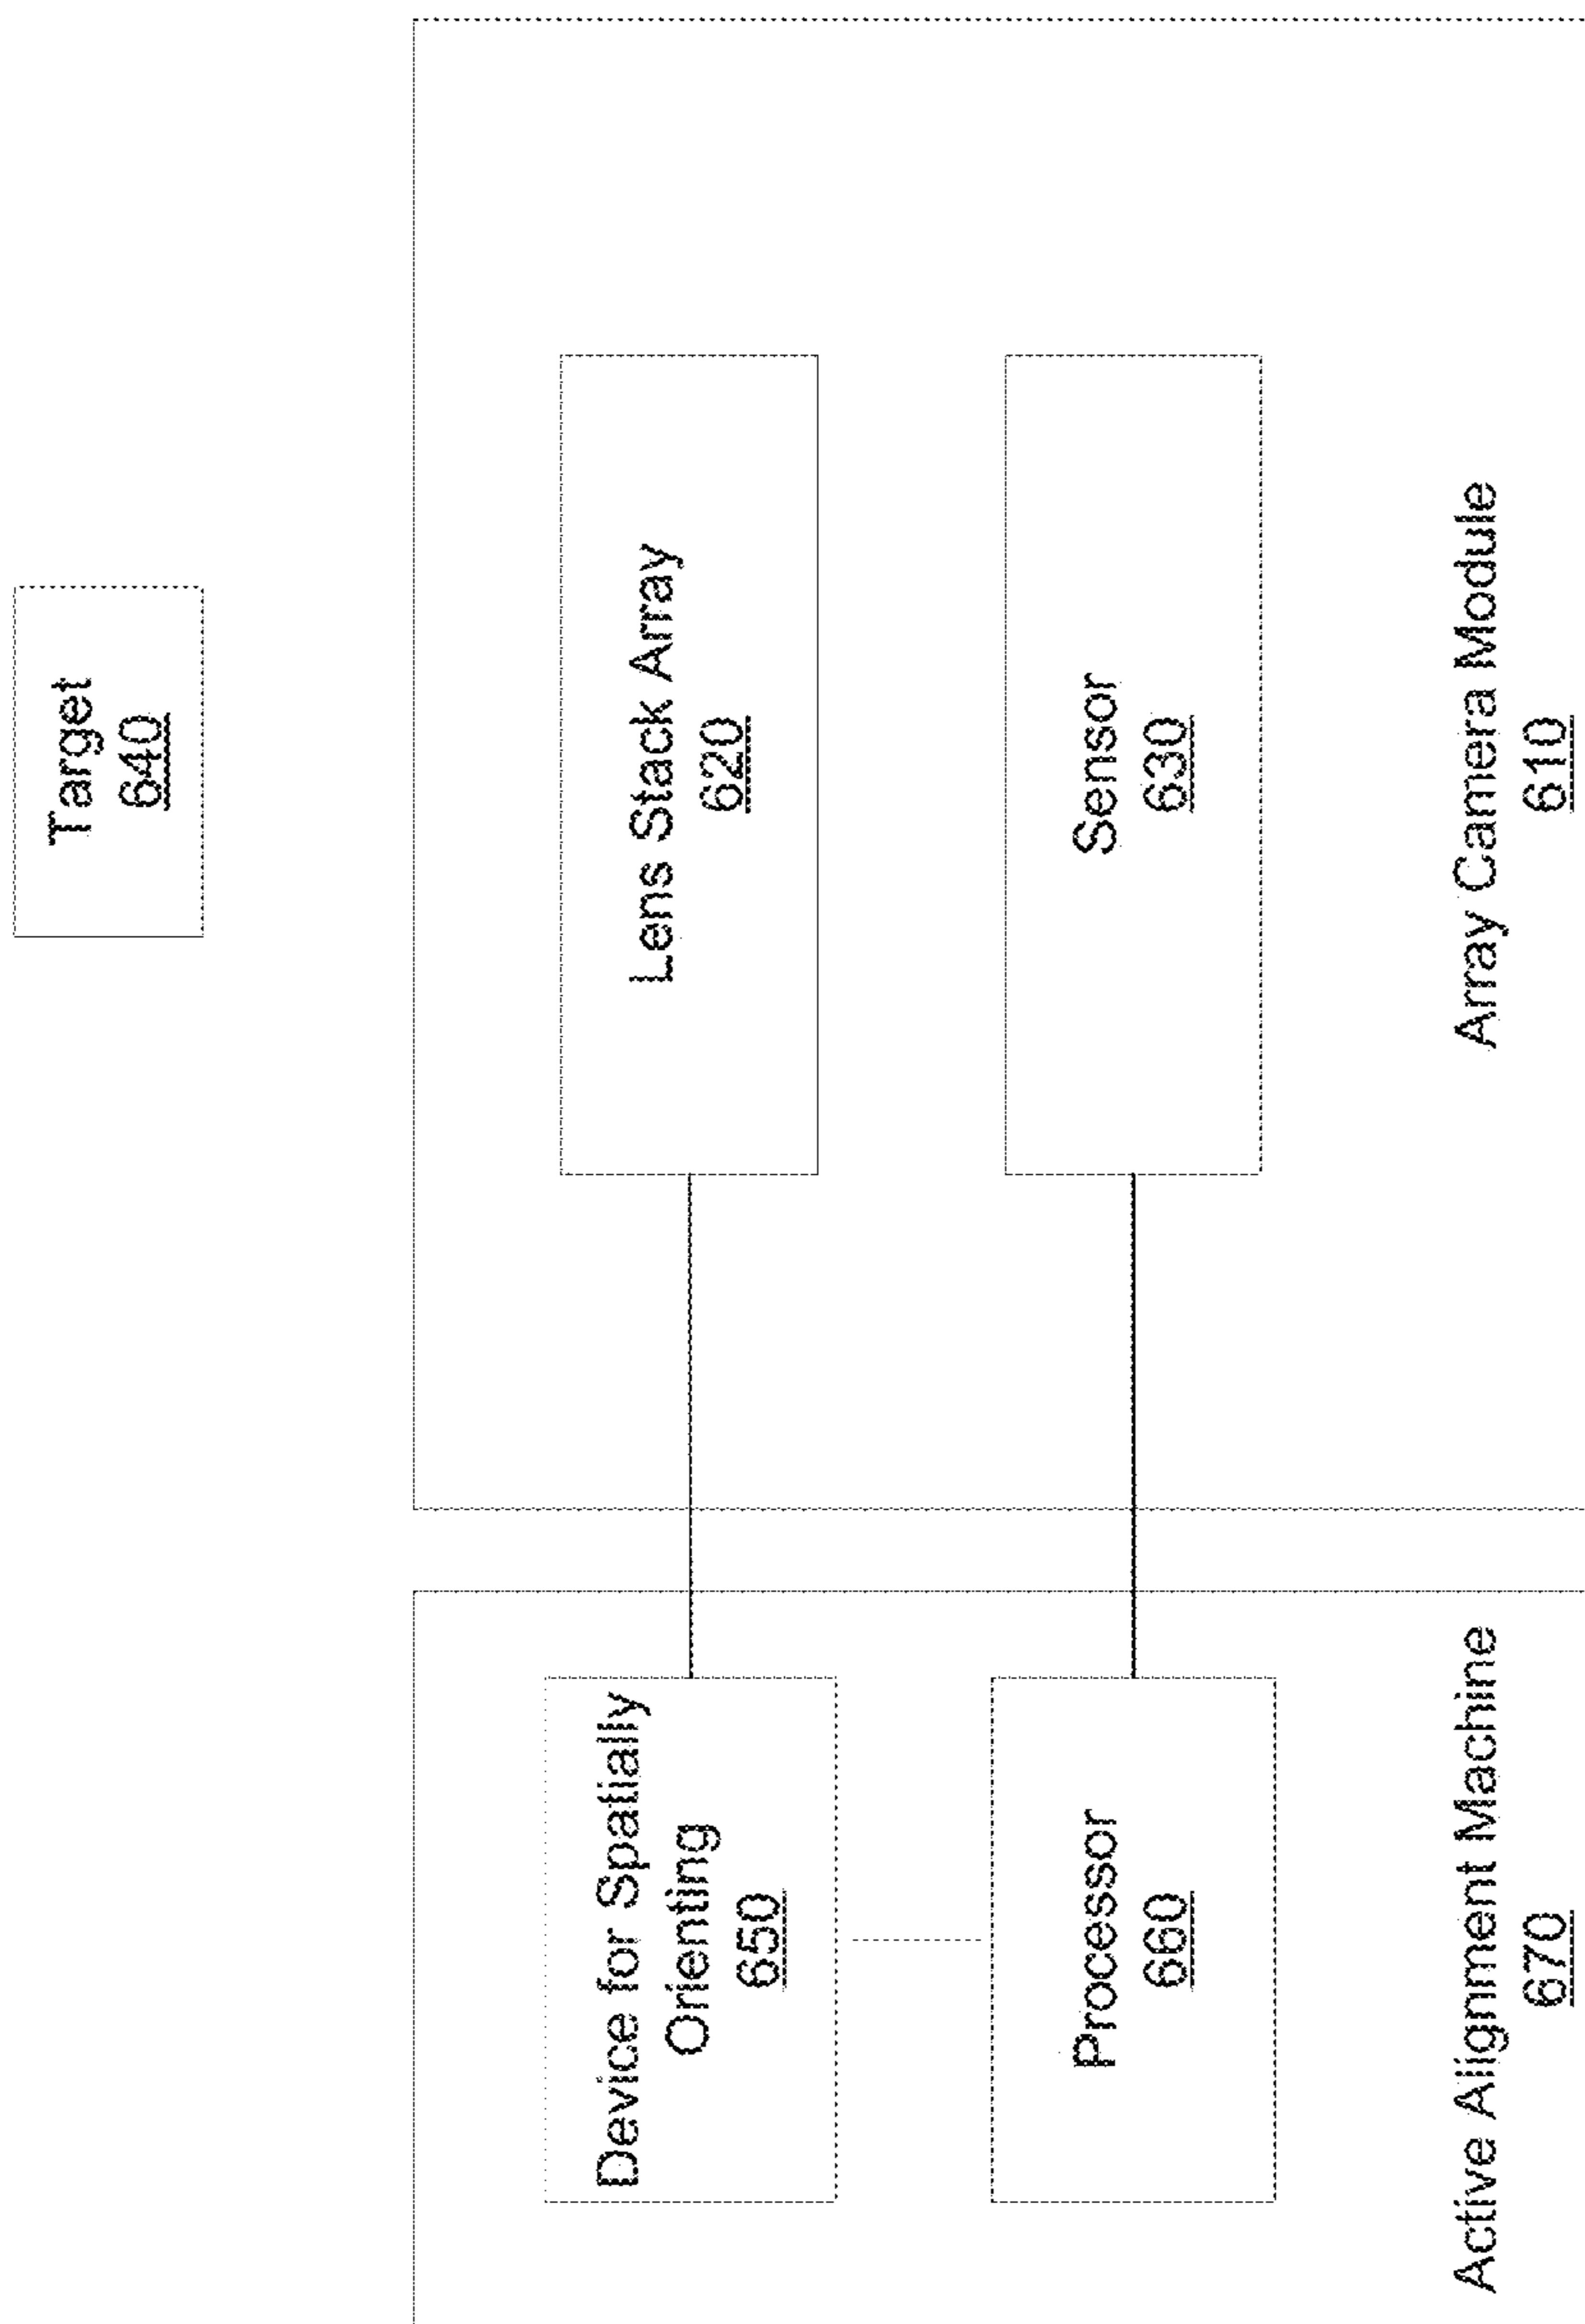 Target
640
Device for Spatially
Orienting
650
Lens Stack Array
620
Processor
660
Sensor
630
Active Alignment Machine
670
Array Camera Module
610